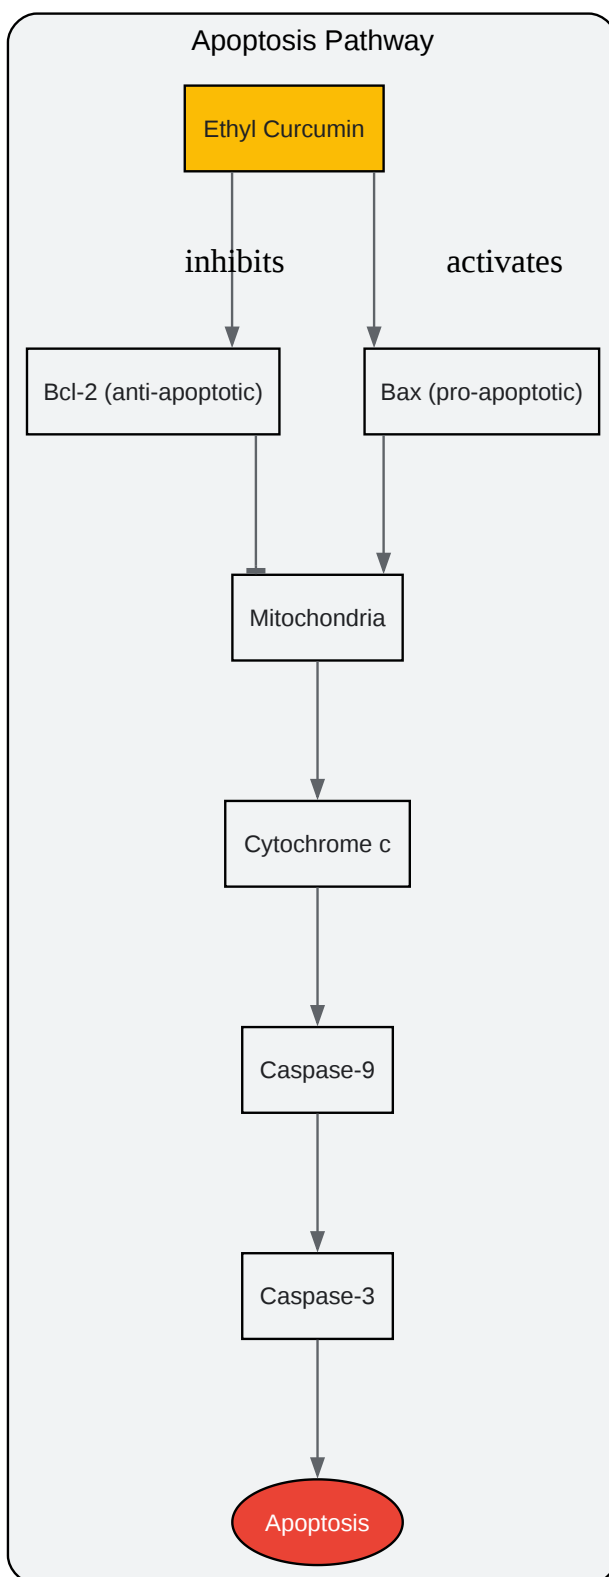 Apoptosis Pathway
Ethyl Curcumin
inhibits
activates
Bcl-2 (anti-apoptotic)
Bax (pro-apoptotic)
Mitochondria
Cytochrome c
Caspase-9
Caspase-3
Apoptosis